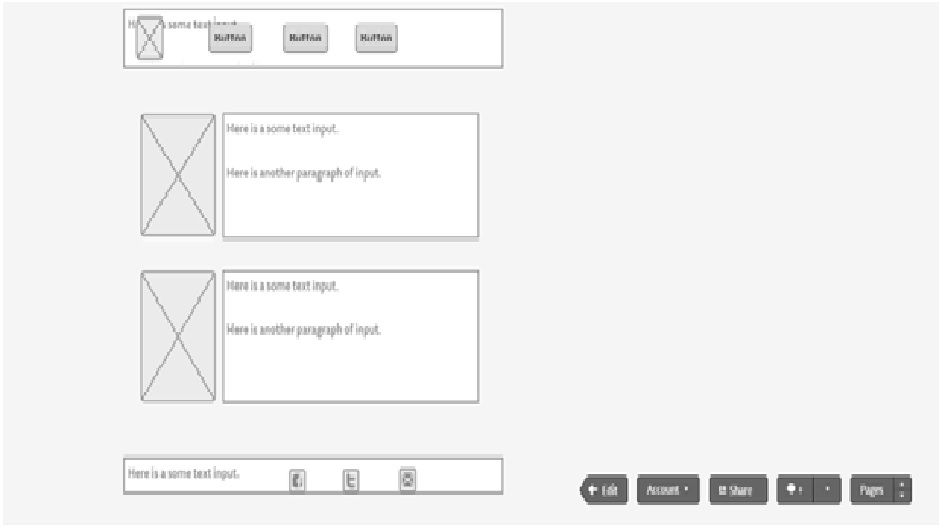 some text input.
Button Button Button
Here is a some text input.
Here is another paragraph of input.
Here is a some text input.
Here is another paragraph of input.
Here is a some text input.
Edit Account Share Pages